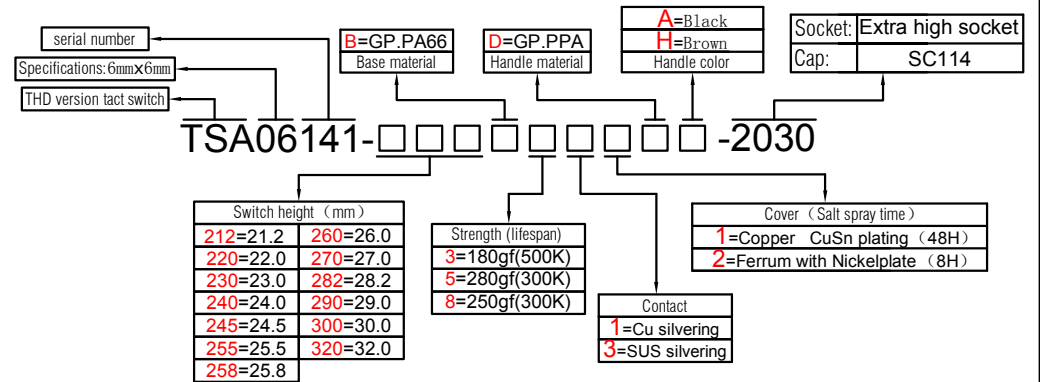 serial number
Specifications:6mmX6mm
THD version tact switch
B=GP.PA66
Base material
D=GP.PPA
Handle material
A=Black
H=Brown
Handle color
Socket: Extra high socket
Cap: SC114
TSA06141-□□□□□□□□□-2030
Switch height（mm）
212=21.2 260=26.0
220=22.0 270=27.0
230=23.0 282=28.2
240=24.0 290=29.0
245=24.5 300=30.0
255=25.5 320=32.0
258=25.8
Strength (lifespan)
3=180gf(500K)
5=280gf(300K)
8=250gf(300K)
Contact
1=Cu silvering
3=SUS silvering
Cover（Salt spray time）
1=Copper CuSn plating（48H）
2=Ferrum with Nickelplate（8H）